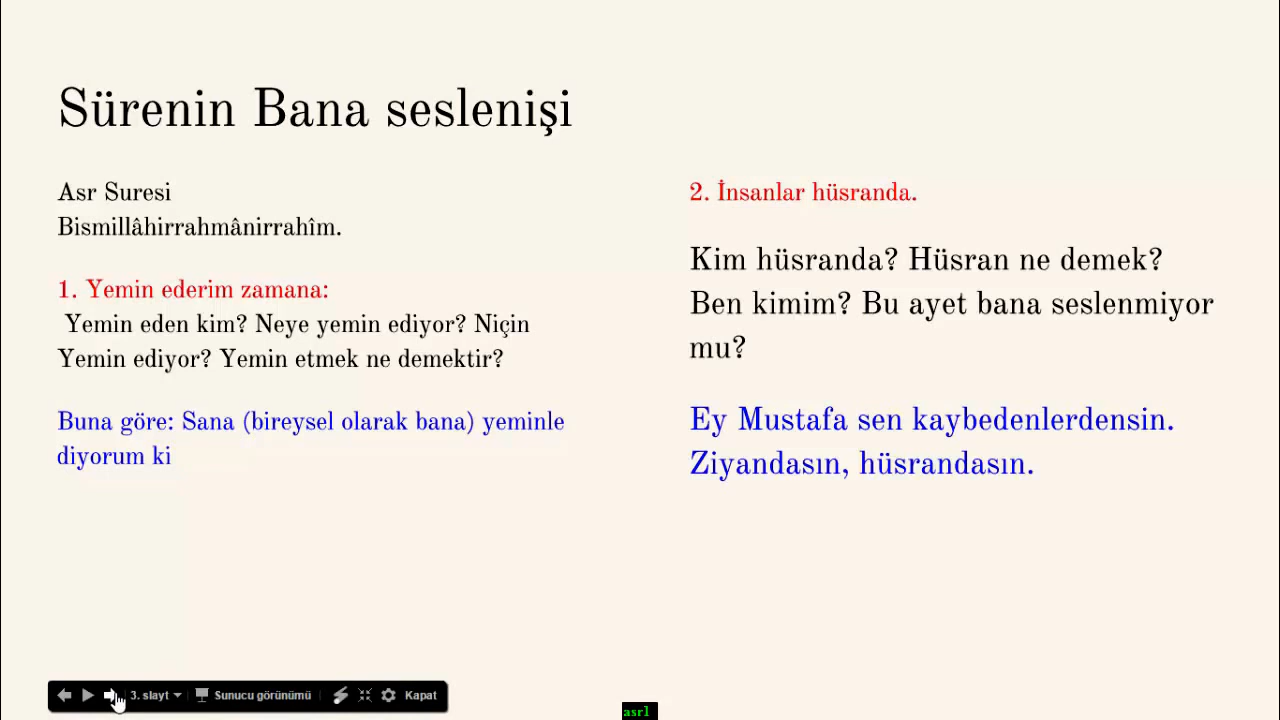 Sürenin Bana seslenişi
Asr Suresi
Bismillâhirrahmânirrahîm.
1. Yemin ederim zamana:
Yemin eden kim? Neye yemin ediyor? Niçin
Yemin ediyor? Yemin etmek ne demektir?
Buna göre: Sana (bireysel olarak bana) yeminle
diyorum ki
2. İnsanlar hüsranda.
Kim hüsranda? Hüsran ne demek?
Ben kimim? Bu ayet bana seslenmiyor
mu?
Ey Mustafa sen kaybedenlerdensin.
Ziyandasın, hüsrandasın.
3. slayt Sunucu görünümü Kapat
asr1